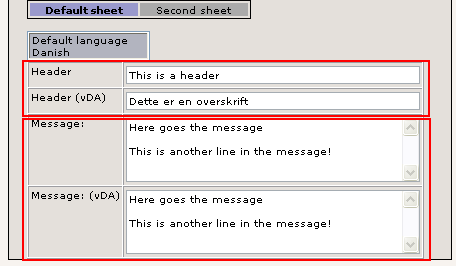 Default sheet Second sheet
Default language
Danish
Header This is a header
Header (vDA) Dette er en overskrift
Message: Here goes the message
This is another line in the message!
Message: (vDA) Here goes the message
This is another line in the message!